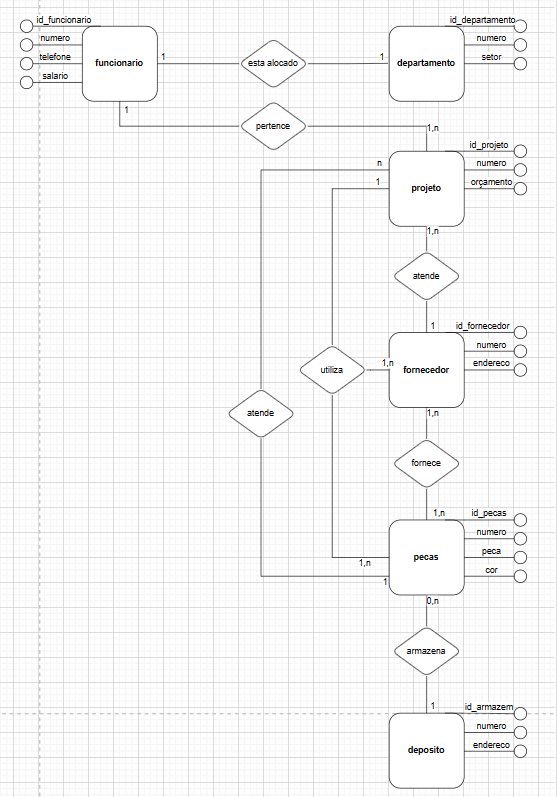 id_funcionario
numero
telefone
salario
funcionario
1
esta alocado
1
departamento
id_departamento
numero
setor
1
pertence
1,n
n
1
projeto
id_projeto
numero
orçamento
1,n
atende
1
id_fornecedor
numero
endereco
fornecedor
1,n
utiliza
atende
1,n
fornece
1,n
id_pecas
numero
peca
cor
pecas
1,n
1
0,n
armazena
1
id_armazem
numero
endereco
deposito